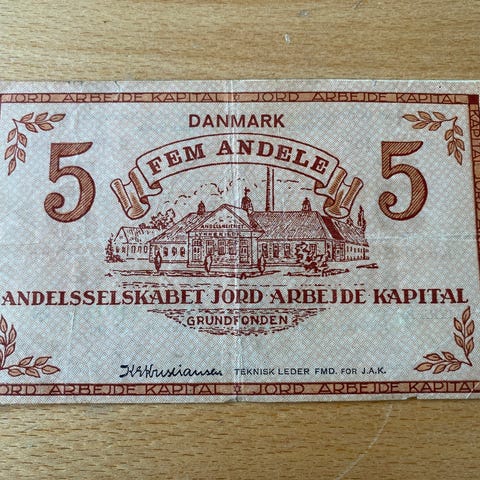 JORD ARBEJDE KAPITAL JORD ARBEJDE KAPITAL
DANMARK
5 FEM ANDELE 5
ANDELSSELSKABET JORD ARBEJDE KAPITAL
GRUNDFONDEN
TEKNISK LEDER FMD. FOR J.A.K.
JORD ARBEJDE KAPITAL JORD ARBEJDE KAPITAL